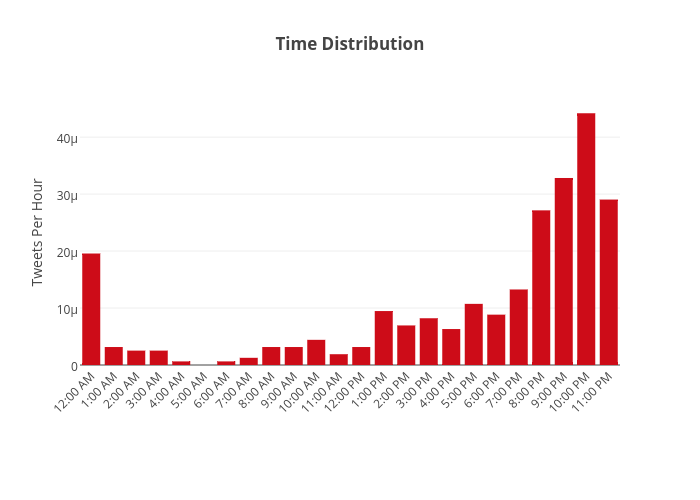 Time Distribution
Tweets Per Hour
40μ
30μ
20μ
10μ
0
12:00 AM
1:00 AM
2:00 AM
3:00 AM
4:00 AM
5:00 AM
6:00 AM
7:00 AM
8:00 AM
9:00 AM
10:00 AM
11:00 AM
12:00 PM
1:00 PM
2:00 PM
3:00 PM
4:00 PM
5:00 PM
6:00 PM
7:00 PM
8:00 PM
9:00 PM
10:00 PM
11:00 PM